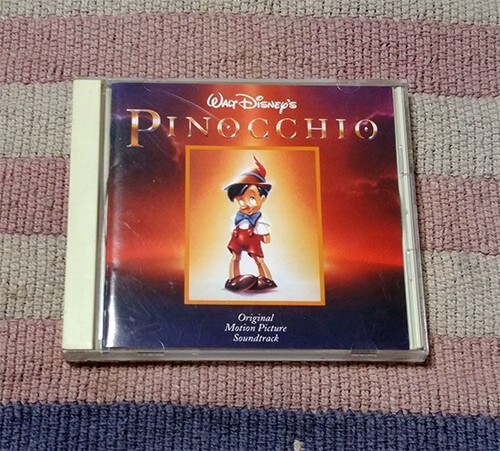 Walt Disney's
PINOCCHIO
Original
Motion Picture
Soundtrack